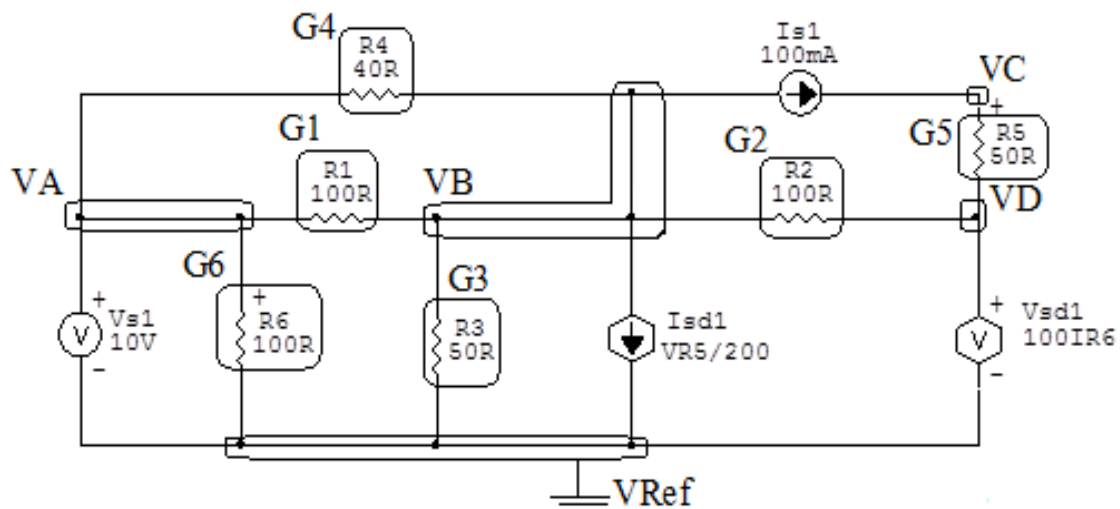 G4
R4
40R
Is1
100mA
VC
+
G1
R1
100R
G2
R2
100R
G5
R5
50R
VA
VB
VD
G6
+
R6
100R
G3
R3
50R
+
V
-
Vs1
10V
Isd1
VR5/200
+
V
-
Vsd1
100IR6
VRef